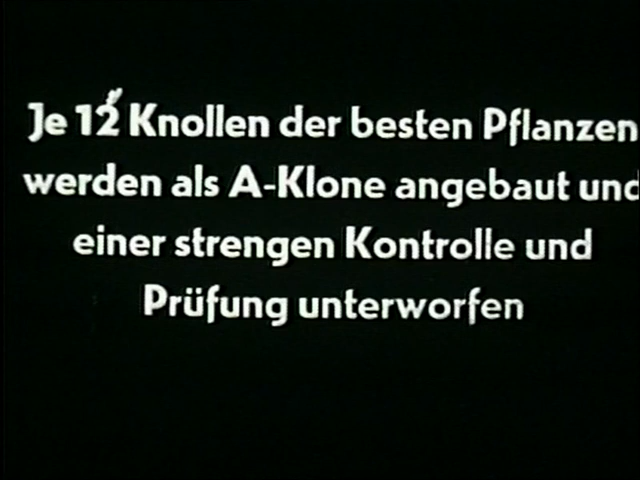 Je 12 Knollen der besten Pflanzen
werden als A-Klone angebaut und
einer strengen Kontrolle und
Prüfung unterworfen